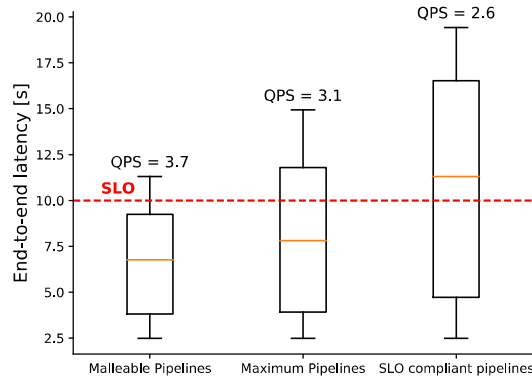 20.0
17.5
15.0
12.5
10.0
7.5
5.0
2.5
End-to-end latency [s]
QPS = 3.7
QPS = 3.1
QPS = 2.6
SLO
Malleable Pipelines
Maximum Pipelines
SLO compliant pipelines